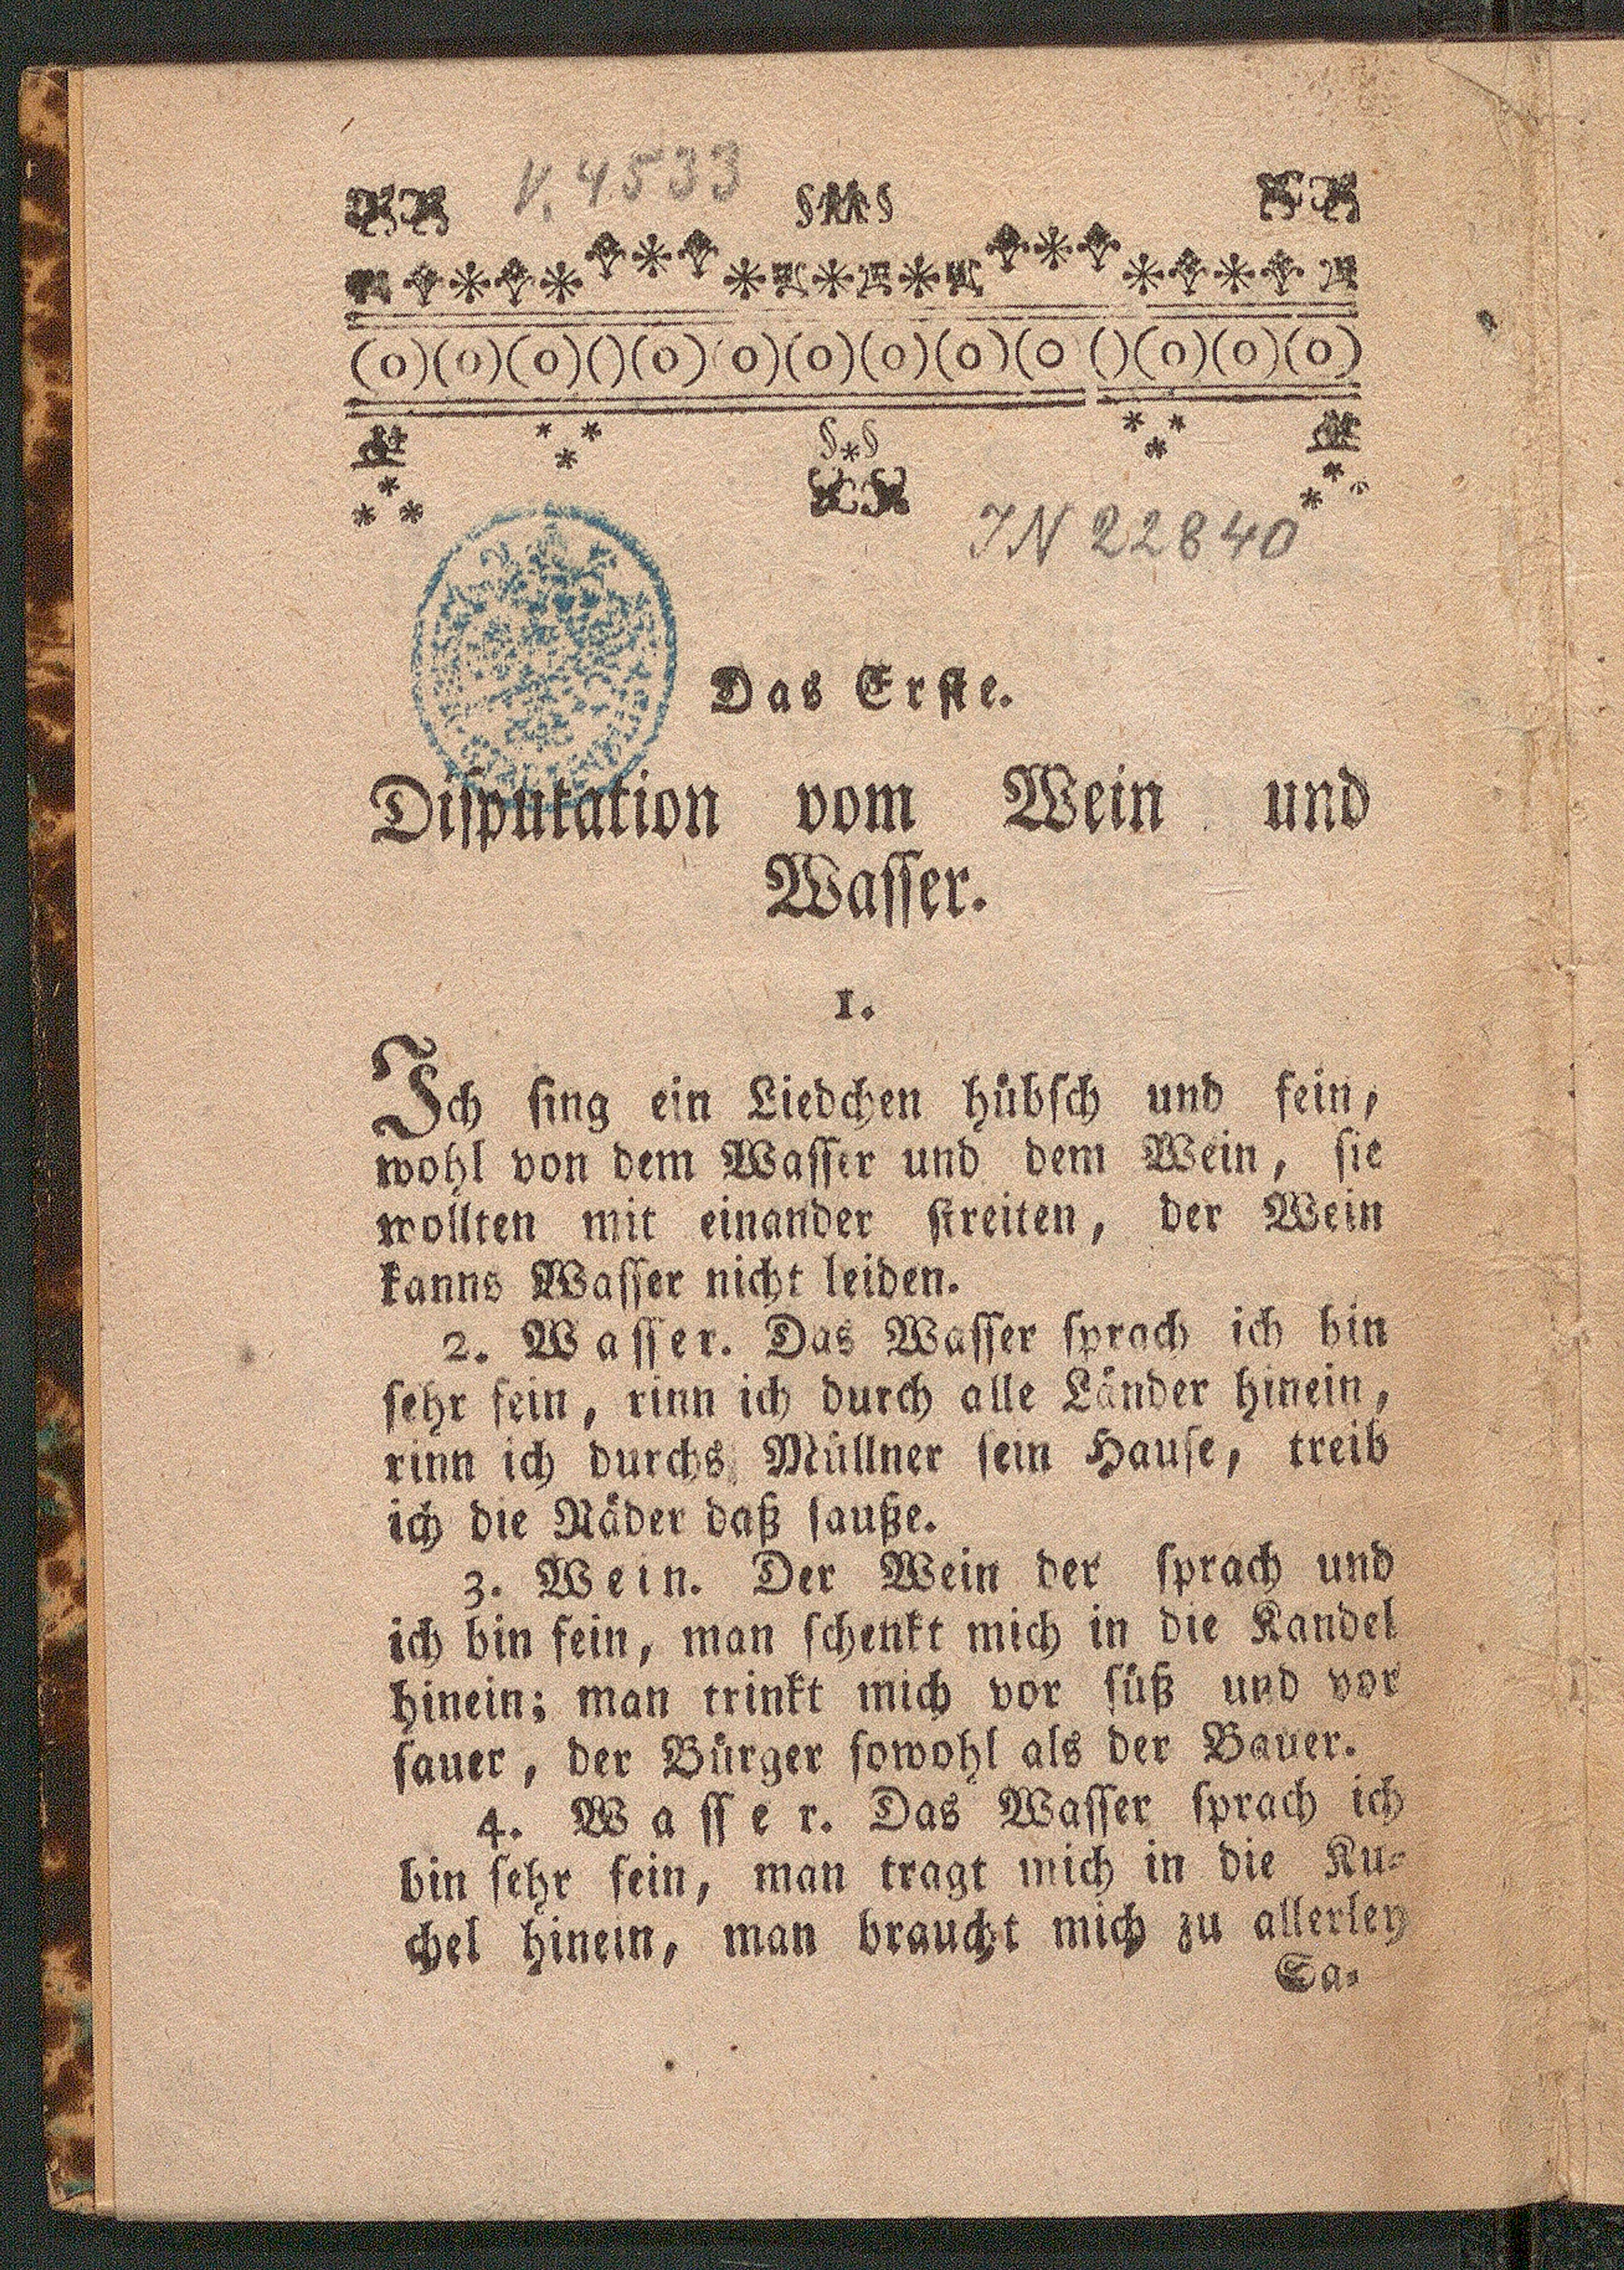 V. 4533
(o)(o)(o)()(o)(o)(o)(o)(o)(o()(o)(o)(o)
IN 22840
Das Erste.
Disputation vom Wein und
Wasser.
1.
Ich sing ein Liedchen hübsch und fein,
wohl von dem Wasser und dem Wein, sie
wollten mit einander streiten, der Wein
kanns Wasser nicht leiden.
2. Wasser. Das Wasser sprach ich bin
sehr fein, rinn ich durch alle Länder hinein,
rinn ich durchs Müllner sein Hause, treib
ich die Räder daß sauße.
3. Wein. Der Wein der sprach und
ich bin fein, man schenkt mich in die Kandel
hinein; man trinkt mich vor süß und vor
sauer, der Bürger sowohl als der Bauer.
4. Wasser. Das Wasser sprach ich
bin sehr fein, man tragt mich in die Ku-
chel hinein, man braucht mich zu allerley
Sa-